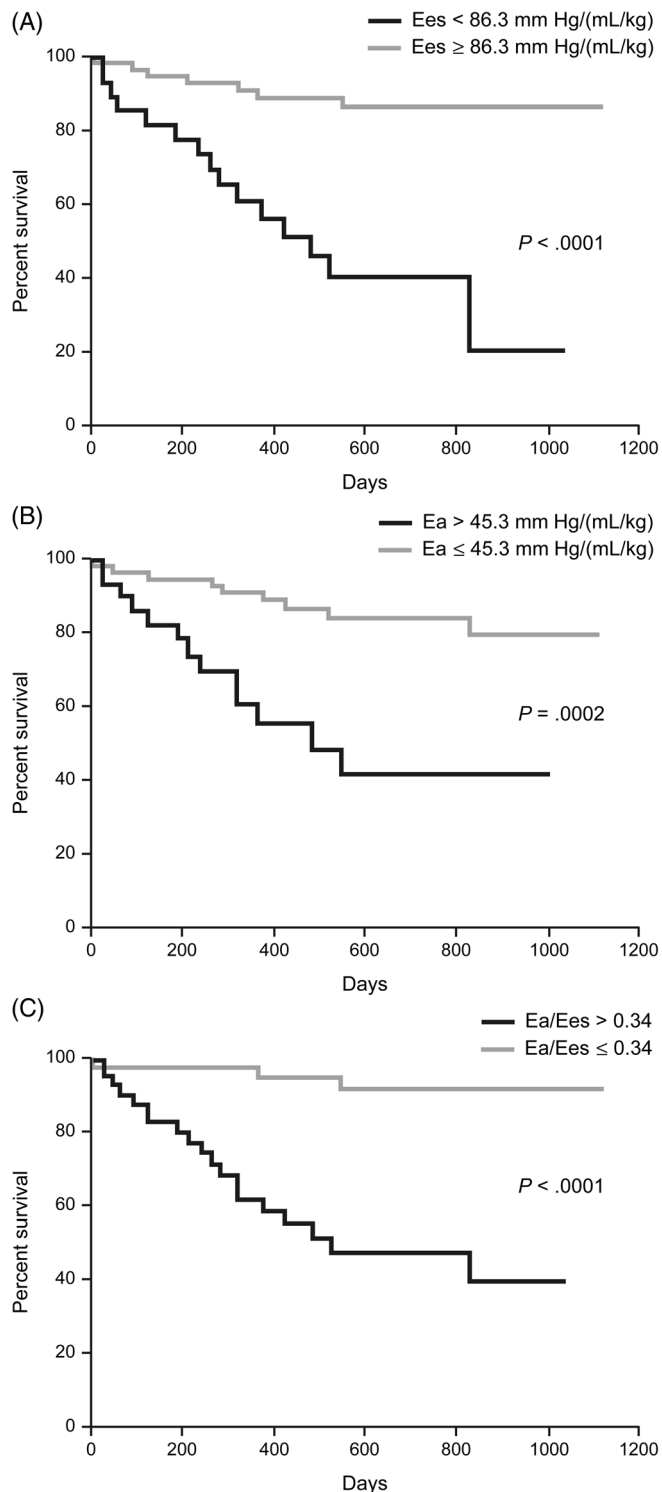 (A)
Ees < 86.3 mm Hg/(mL/kg)
Ees ≥ 86.3 mm Hg/(mL/kg)
100
80
60
40
20
0
Percent survival
P < .0001
0 200 400 600 800 1000 1200
Days
(B)
Ea > 45.3 mm Hg/(mL/kg)
Ea ≤ 45.3 mm Hg/(mL/kg)
100
80
60
40
20
0
Percent survival
P = .0002
0 200 400 600 800 1000 1200
Days
(C)
Ea/Ees > 0.34
Ea/Ees ≤ 0.34
100
80
60
40
20
0
Percent survival
P < .0001
0 200 400 600 800 1000 1200
Days